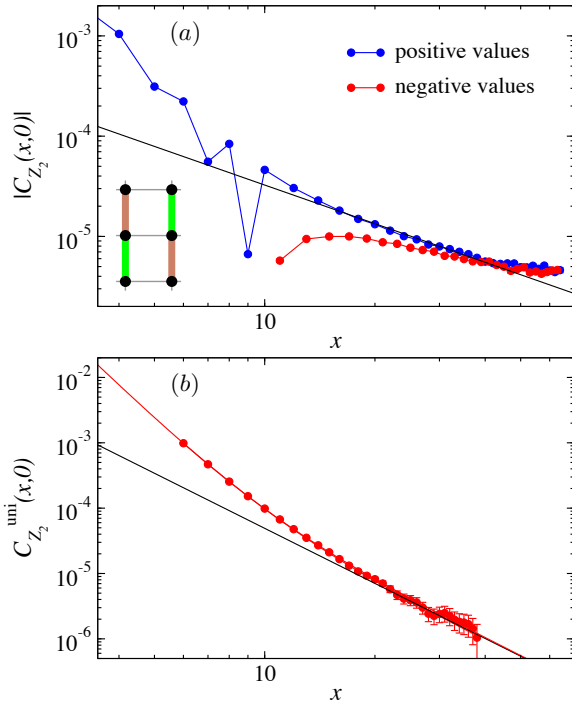 (a)
positive values
negative values
10^{-3}
10^{-4}
10^{-5}
|C_{Z_2}(x,0)|
10
x
(b)
10^{-2}
10^{-3}
10^{-4}
10^{-5}
10^{-6}
C_{Z_2}^{uni}(x,0)
10
x